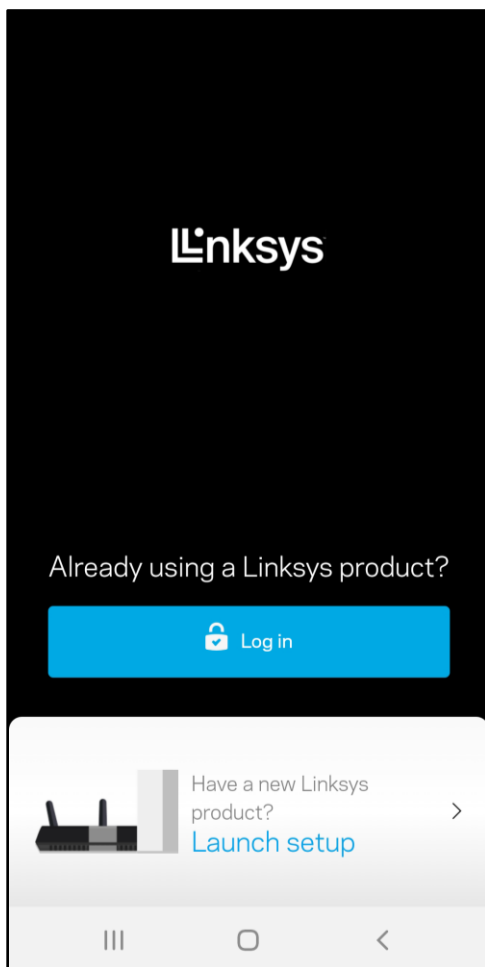 Linksys
Already using a Linksys product?
Log in
Have a new Linksys
product?
Launch setup